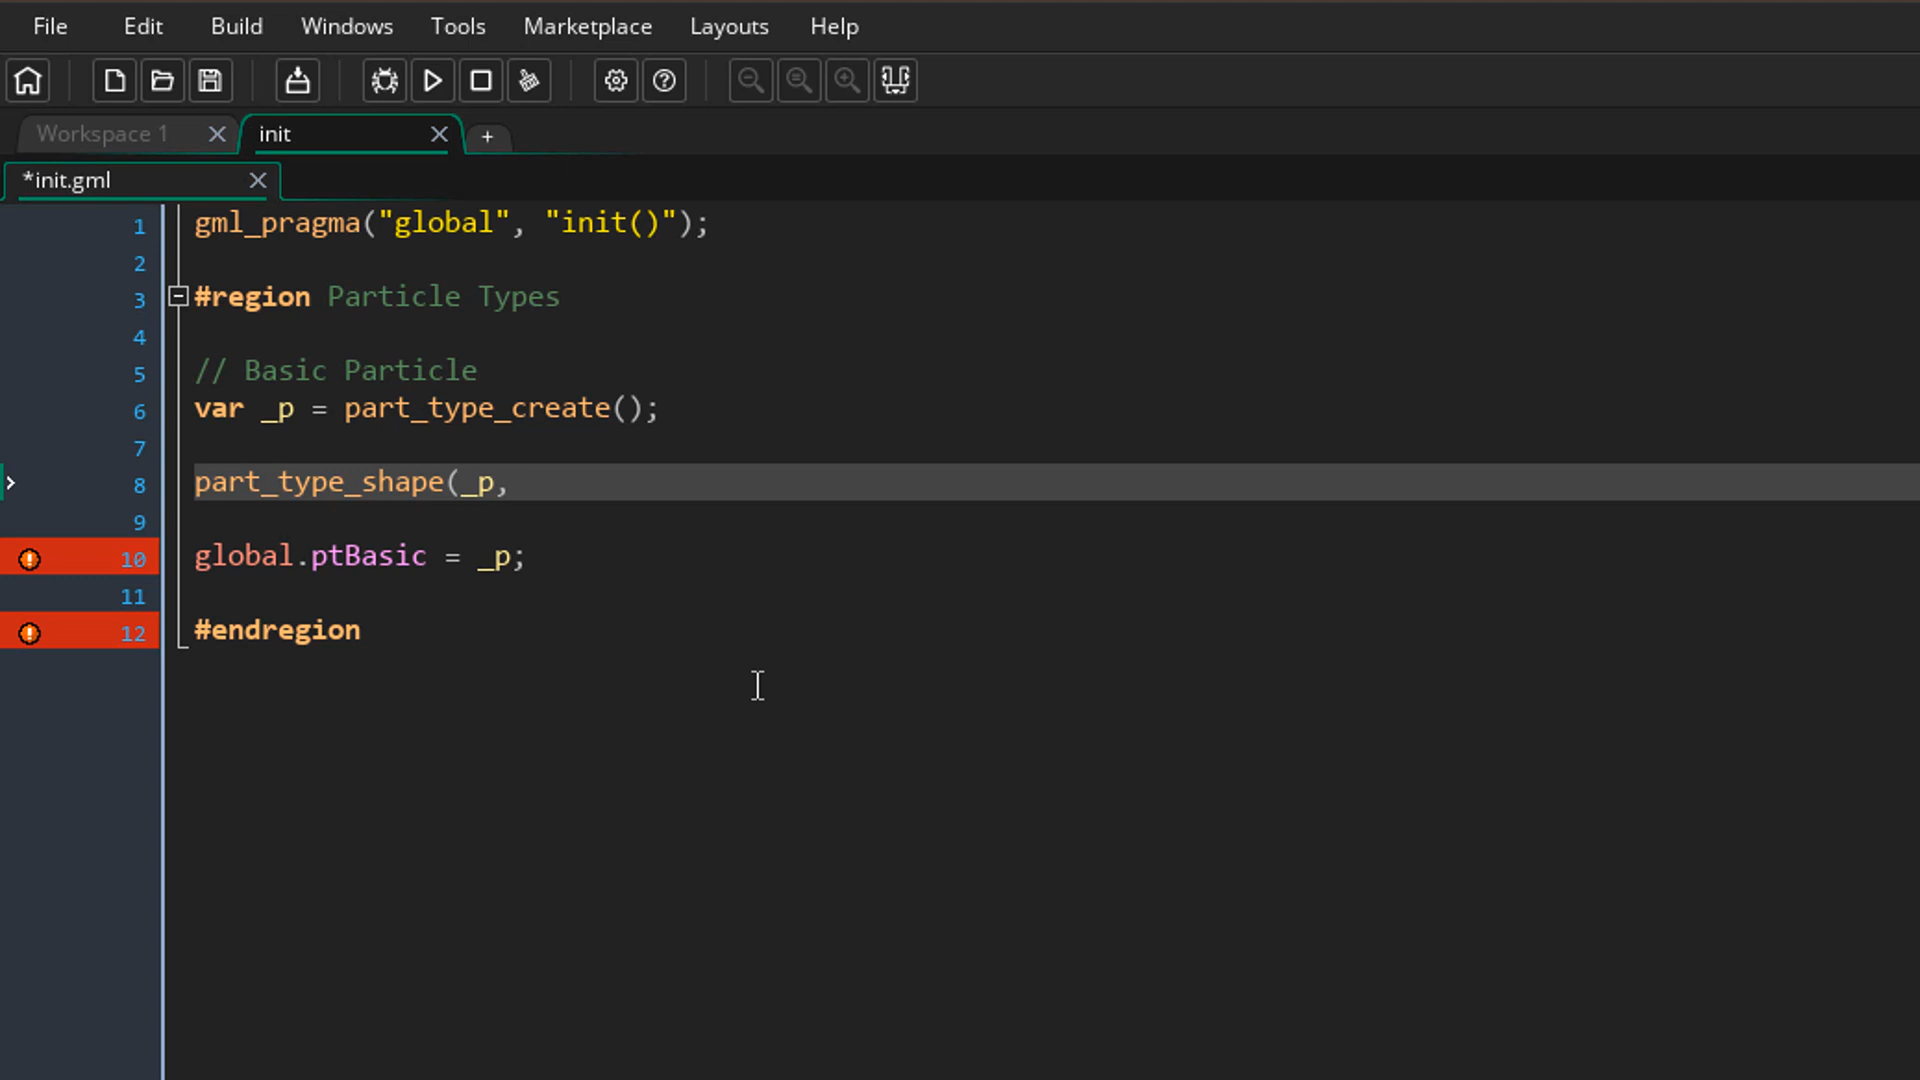 File Edit Build Windows Tools Marketplace Layouts Help
Workspace 1 init +
*init.gml
1 gml_pragma("global", "init()");
2
3 #region Particle Types
4
5 // Basic Particle
6 var _p = part_type_create();
7
8 part_type_shape(_p,
9
10 global.ptBasic = _p;
11
12 #endregion